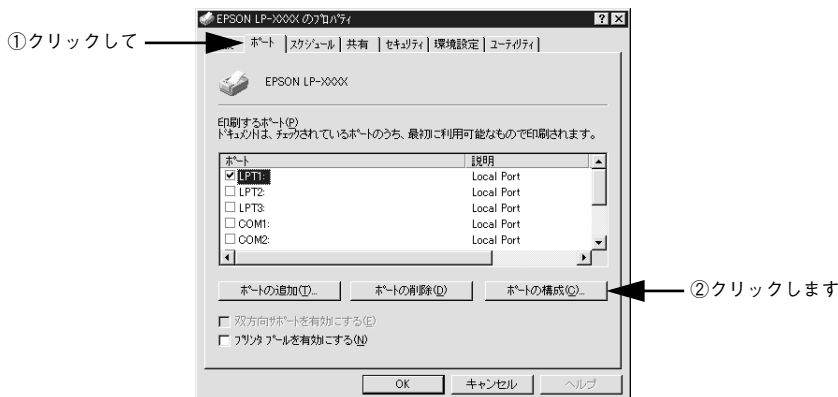 EPSON LP-XXXX のプロパティ
①クリックして
ポート スケジュール 共有 セキュリティ 環境設定 ユーティリティ
EPSON LP-XXXX
印刷するポート(P)
ドキュメントは、チェックされているポートのうち、最初に利用可能なもので印刷されます。
ポート 説明
LPT1: Local Port
LPT2: Local Port
LPT3: Local Port
COM1: Local Port
COM2: Local Port
ポートの追加(T)... ポートの削除(D) ポートの構成(C)...
②クリックします
双方向サポートを有効にする(E)
プリンタ プールを有効にする(N)
OK キャンセル ヘルプ